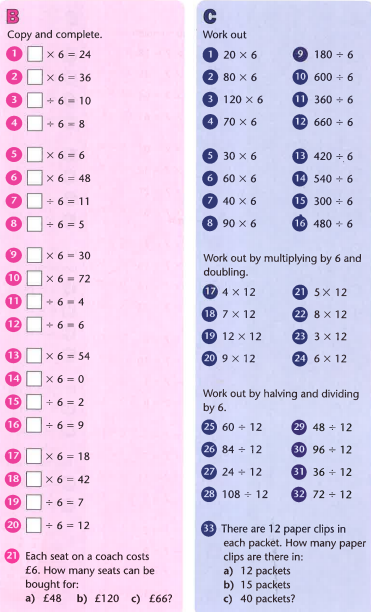 B
Copy and complete.
1 □ × 6 = 24
2 □ × 6 = 36
3 □ ÷ 6 = 10
4 □ ÷ 6 = 8
5 □ × 6 = 6
6 □ × 6 = 48
7 □ ÷ 6 = 11
8 □ ÷ 6 = 5
9 □ × 6 = 30
10 □ × 6 = 72
11 □ ÷ 6 = 4
12 □ ÷ 6 = 6
13 □ × 6 = 54
14 □ × 6 = 0
15 □ ÷ 6 = 2
16 □ ÷ 6 = 9
17 □ × 6 = 18
18 □ × 6 = 42
19 □ ÷ 6 = 7
20 □ ÷ 6 = 12
21 Each seat on a coach costs
£6. How many seats can be
bought for:
a) £48 b) £120 c) £66?
C
Work out
1 20 × 6 9 180 ÷ 6
2 80 × 6 10 600 ÷ 6
3 120 × 6 11 360 ÷ 6
4 70 × 6 12 660 ÷ 6
5 30 × 6 13 420 ÷ 6
6 60 × 6 14 540 ÷ 6
7 40 × 6 15 300 ÷ 6
8 90 × 6 16 480 ÷ 6
Work out by multiplying by 6 and
doubling.
17 4 × 12 21 5 × 12
18 7 × 12 22 8 × 12
19 12 × 12 23 3 × 12
20 9 × 12 24 6 × 12
Work out by halving and dividing
by 6.
25 60 ÷ 12 29 48 ÷ 12
26 84 ÷ 12 30 96 ÷ 12
27 24 ÷ 12 31 36 ÷ 12
28 108 ÷ 12 32 72 ÷ 12
33 There are 12 paper clips in
each packet. How many paper
clips are there in:
a) 12 packets
b) 15 packets
c) 40 packets?